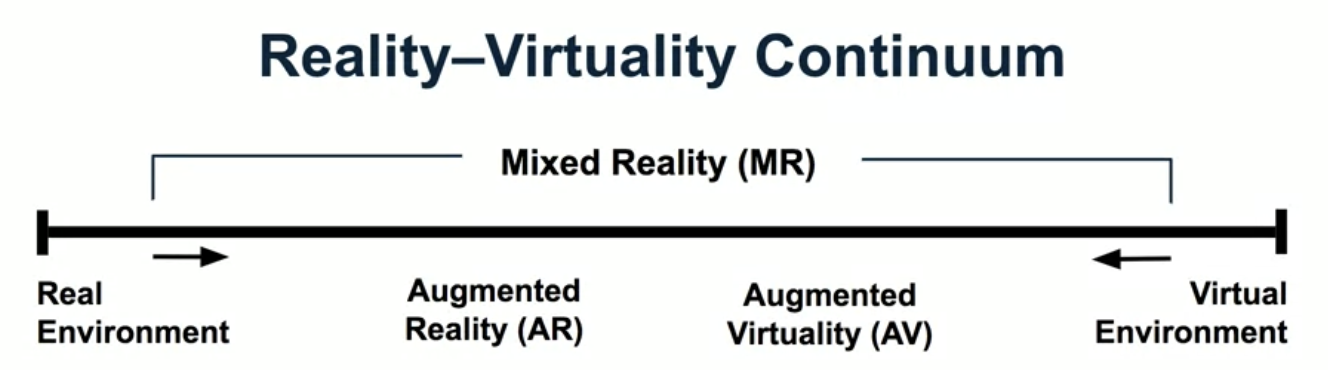 Reality–Virtuality Continuum
Mixed Reality (MR)
Real
Environment
Augmented
Reality (AR)
Augmented
Virtuality (AV)
Virtual
Environment